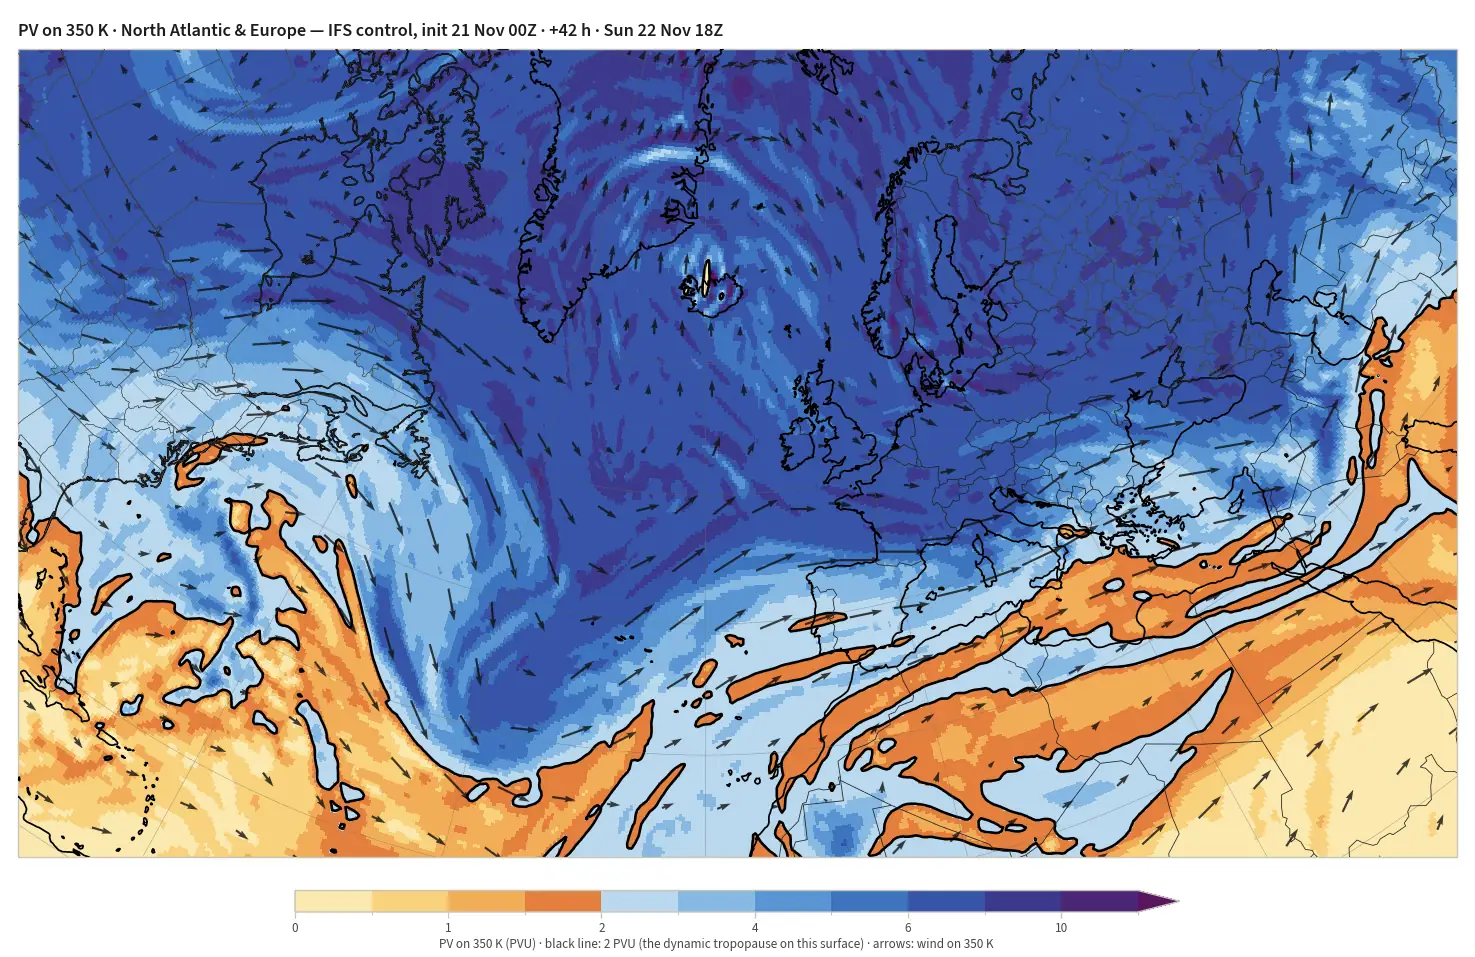 PV on 350 K · North Atlantic & Europe — IFS control, init 21 Nov 00Z · +42 h · Sun 22 Nov 18Z
0 1 2 4 6 10
PV on 350 K (PVU) · black line: 2 PVU (the dynamic tropopause on this surface) · arrows: wind on 350 K